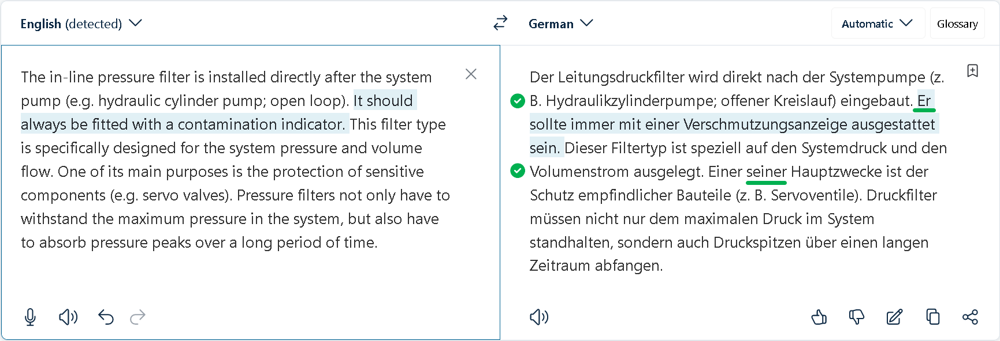 English (detected)
German
Automatic
Glossary
The in-line pressure filter is installed directly after the system
pump (e.g. hydraulic cylinder pump; open loop). It should
always be fitted with a contamination indicator. This filter type
is specifically designed for the system pressure and volume
flow. One of its main purposes is the protection of sensitive
components (e.g. servo valves). Pressure filters not only have to
withstand the maximum pressure in the system, but also have
to absorb pressure peaks over a long period of time.
Der Leitungsdruckfilter wird direkt nach der Systempumpe (z.
B. Hydraulikzylinderpumpe; offener Kreislauf) eingebaut. Er
sollte immer mit einer Verschmutzungsanzeige ausgestattet
sein. Dieser Filtertyp ist speziell auf den Systemdruck und den
Volumenstrom ausgelegt. Einer seiner Hauptzwecke ist der
Schutz empfindlicher Bauteile (z. B. Servoventile). Druckfilter
müssen nicht nur dem maximalen Druck im System
standhalten, sondern auch Druckspitzen über einen langen
Zeitraum abfangen.